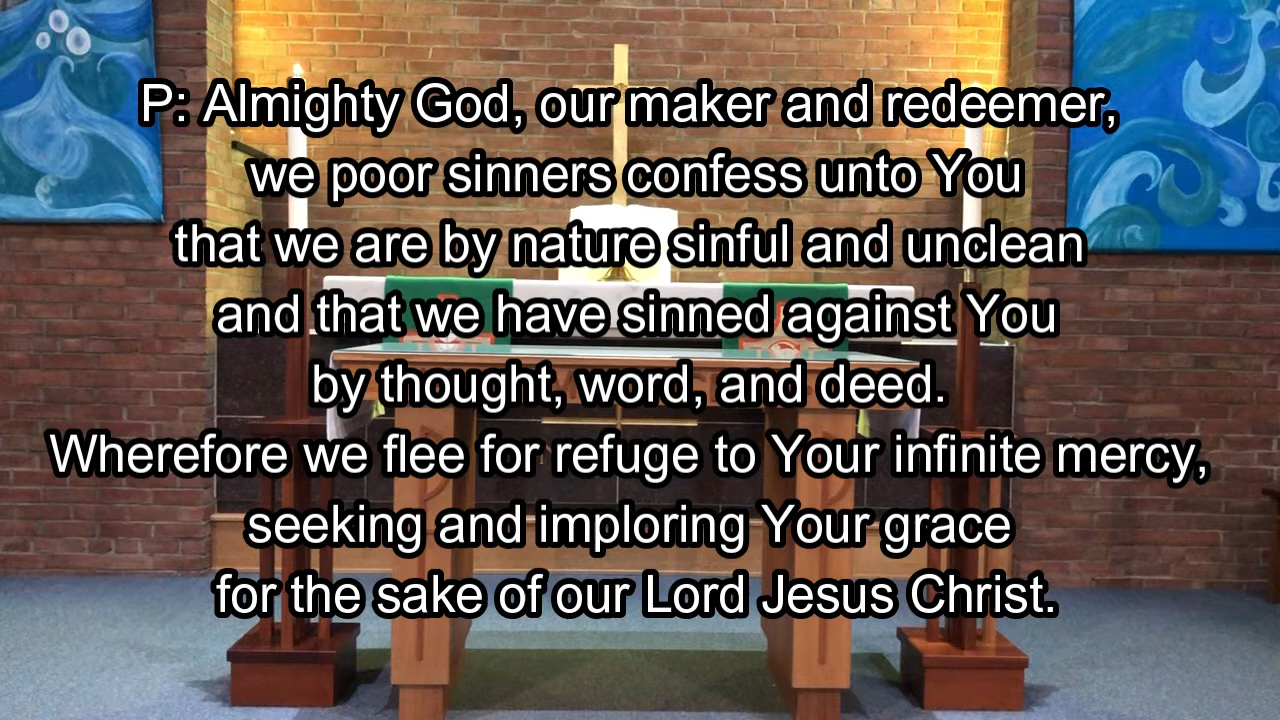 P: Almighty God, our maker and redeemer,
we poor sinners confess unto You
that we are by nature sinful and unclean
and that we have sinned against You
by thought, word, and deed.
Wherefore we flee for refuge to Your infinite mercy,
seeking and imploring Your grace
for the sake of our Lord Jesus Christ.